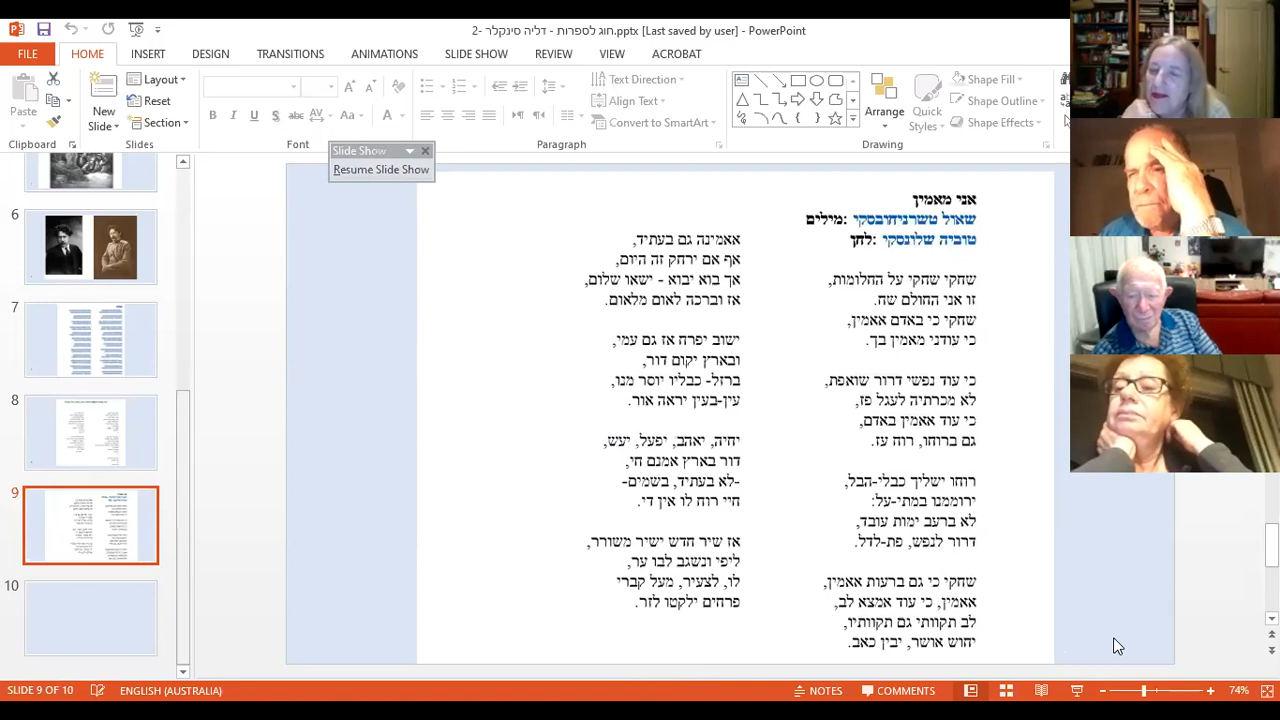 חוג לספרות - דליה סינקלר -2.pptx [Last saved by user] - PowerPoint
FILE HOME INSERT DESIGN TRANSITIONS ANIMATIONS SLIDE SHOW REVIEW VIEW ACROBAT
Paste
New Slide
Layout
Reset
Section
Text Direction
Align Text
Convert to SmartArt
Arrange
Quick Styles
Shape Fill
Shape Outline
Shape Effects
Clipboard Slides Font Paragraph Drawing
Slide Show
Resume Slide Show
6
7
8
9
10
אני מאמין
שאול טשרניחובסקי :מילים
טוביה שלונסקי :לחן
שחקי שחקי על החלומות,
זו אני החולם שח.
שחקי כי באדם אאמין,
כי עודני מאמין בך.
כי עוד נפשי דרור שואפת,
לא מכרתיה לעגל פז,
כי עוד אאמין באדם,
גם ברוחו, רוח עז.
רוחו ישליך כבלי-הבל,
ירוממנו במתי-על:
לא ברעב ימות עובד,
דרור לנפש, פת-לדל.
שחקי כי גם ברעות אאמין,
אאמין, כי עוד אמצא לב,
לב תקוותי גם תקוותיו,
יחוש אושר, יבין כאב.
אאמינה גם בעתיד,
אף אם ירחק זה היום,
אך בוא יבוא - ישאו שלום,
אז וברכה לאום מלאום.
ישוב יפרח אז גם עמי,
ובארץ יקום דור,
ברזל- כבליו יוסר מנו,
עין-בעין יראה אור.
יחיה, יאהב, יפעל, יעש,
דור בארץ אמנם חי,
-לא בעתיד, בשמים-
חיי רוח לו אין די.
אז שיר חדש ישיר משורר,
ליפי ונשגב לבו ער,
לו, לצעיר, מעל קברי
פרחים ילקטו לזר.
SLIDE 9 OF 10 ENGLISH (AUSTRALIA) NOTES COMMENTS 74%